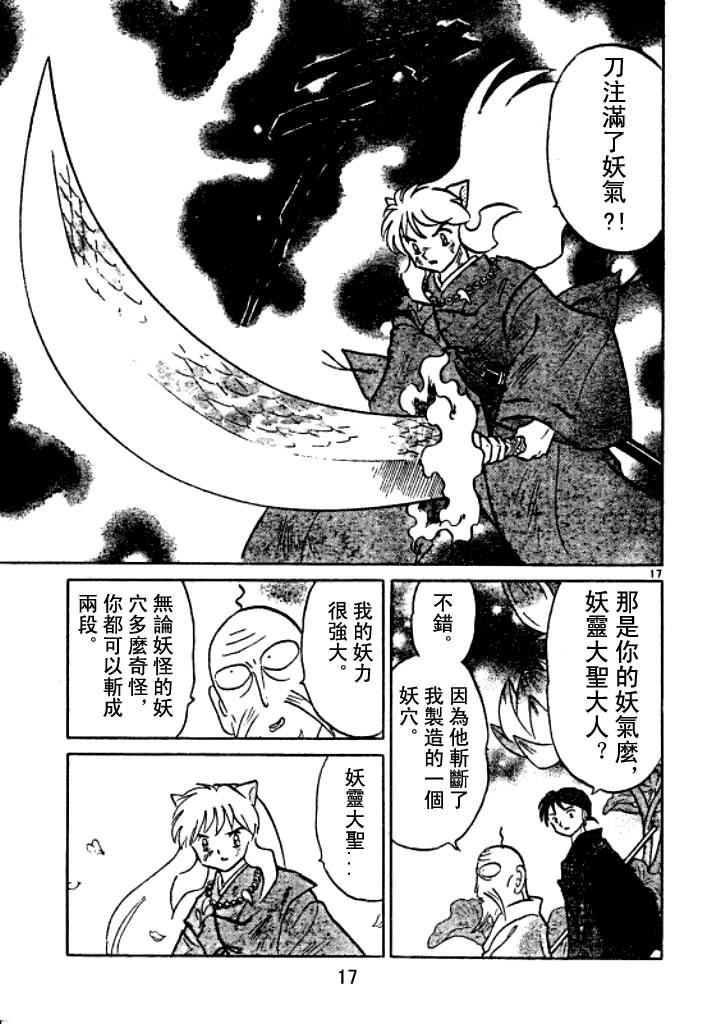 刀注滿了妖氣
?!
17
那是你的妖氣麼,
妖靈大聖大人?
不錯。
因為他斬斷了
我製造的一個
妖穴。
我的妖力
很強大。
無論妖怪的妖
穴多麼奇怪,
你都可以斬成
兩段。
妖靈大聖...
17